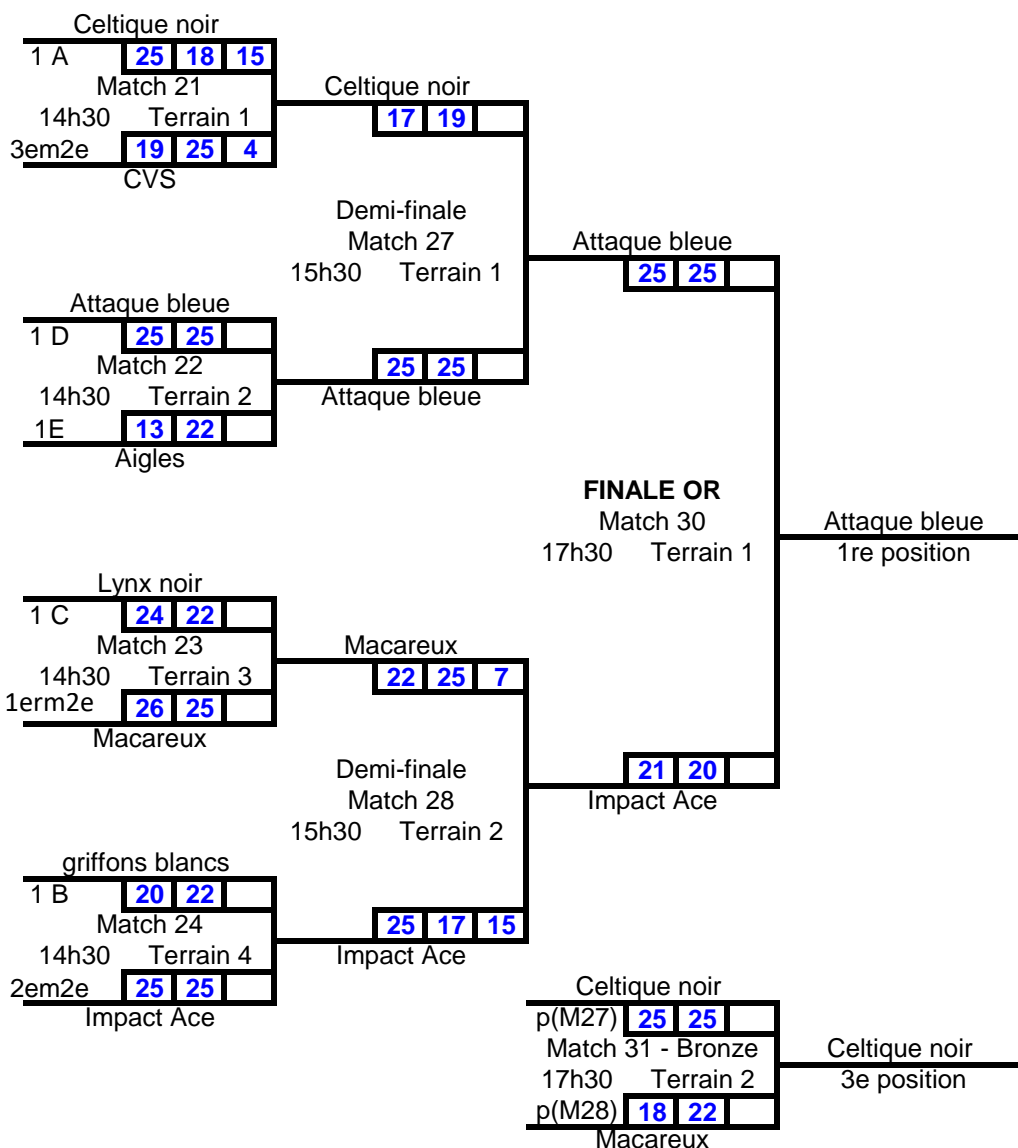 Celtique noir
1 A 25 18 15
Match 21
14h30 Terrain 1
3em2e 19 25 4
CVS
Celtique noir
17 19
Demi-finale
Match 27
15h30 Terrain 1
25 25
Attaque bleue
Attaque bleue
1 D 25 25
Match 22
14h30 Terrain 2
1E 13 22
Aigles
Attaque bleue
25 25
FINALE OR
Match 30
17h30 Terrain 1
21 20
Impact Ace
Attaque bleue
1re position
Lynx noir
1 C 24 22
Match 23
14h30 Terrain 3
1erm2e 26 25
Macareux
Macareux
22 25 7
Demi-finale
Match 28
15h30 Terrain 2
25 17 15
Impact Ace
griffons blancs
1 B 20 22
Match 24
14h30 Terrain 4
2em2e 25 25
Impact Ace
Celtique noir
p(M27) 25 25
Match 31 - Bronze
17h30 Terrain 2
p(M28) 18 22
Macareux
Celtique noir
3e position